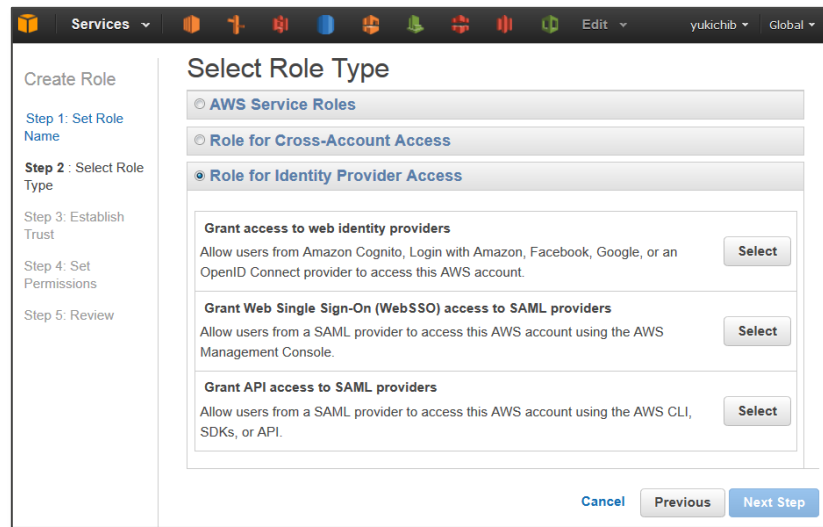 Services
Edit
yukichib
Global
Create Role
Step 1: Set Role
Name
Step 2 : Select Role
Type
Step 3: Establish
Trust
Step 4: Set
Permissions
Step 5: Review
Select Role Type
AWS Service Roles
Role for Cross-Account Access
Role for Identity Provider Access
Grant access to web identity providers
Allow users from Amazon Cognito, Login with Amazon, Facebook, Google, or an
OpenID Connect provider to access this AWS account.
Select
Grant Web Single Sign-On (WebSSO) access to SAML providers
Allow users from a SAML provider to access this AWS account using the AWS
Management Console.
Select
Grant API access to SAML providers
Allow users from a SAML provider to access this AWS account using the AWS CLI,
SDKs, or API.
Select
Cancel
Previous
Next Step